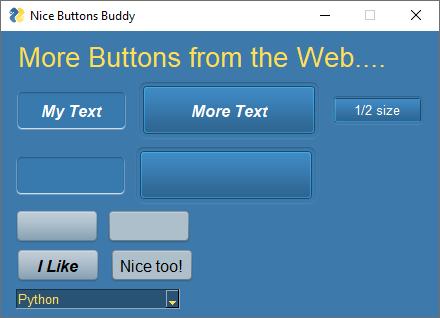 Nice Buttons Buddy
More Buttons from the Web....
My Text More Text 1/2 size
I Like Nice too!
Python